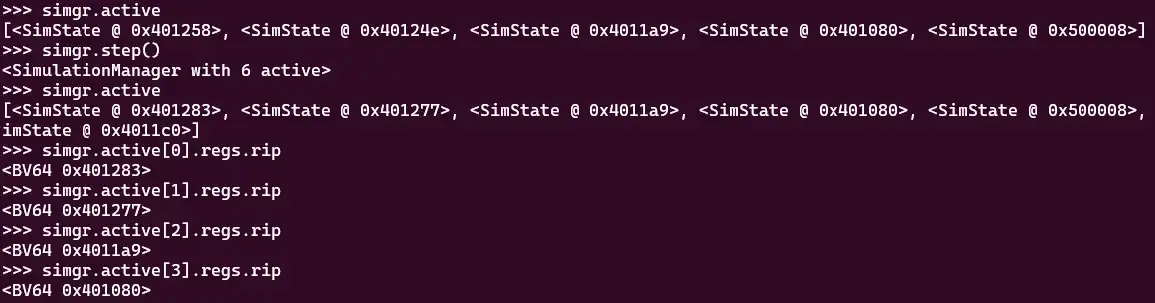 >>> simgr.active
[<SimState @ 0x401258>, <SimState @ 0x40124e>, <SimState @ 0x4011a9>, <SimState @ 0x401080>, <SimState @ 0x500008>]
>>> simgr.step()
<SimulationManager with 6 active>
>>> simgr.active
[<SimState @ 0x401283>, <SimState @ 0x401277>, <SimState @ 0x4011a9>, <SimState @ 0x401080>, <SimState @ 0x500008>,
imState @ 0x4011c0>]
>>> simgr.active[0].regs.rip
<BV64 0x401283>
>>> simgr.active[1].regs.rip
<BV64 0x401277>
>>> simgr.active[2].regs.rip
<BV64 0x4011a9>
>>> simgr.active[3].regs.rip
<BV64 0x401080>